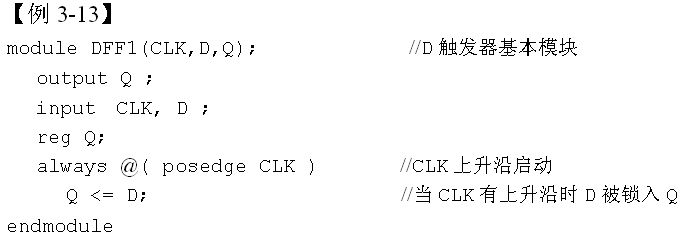 【例 3-13】
module DFF1(CLK,D,Q); //D 触发器基本模块
output Q ;
input CLK, D ;
reg Q;
always @( posedge CLK ) //CLK 上升沿启动
Q <= D; //当 CLK 有上升沿时 D 被锁入 Q
endmodule